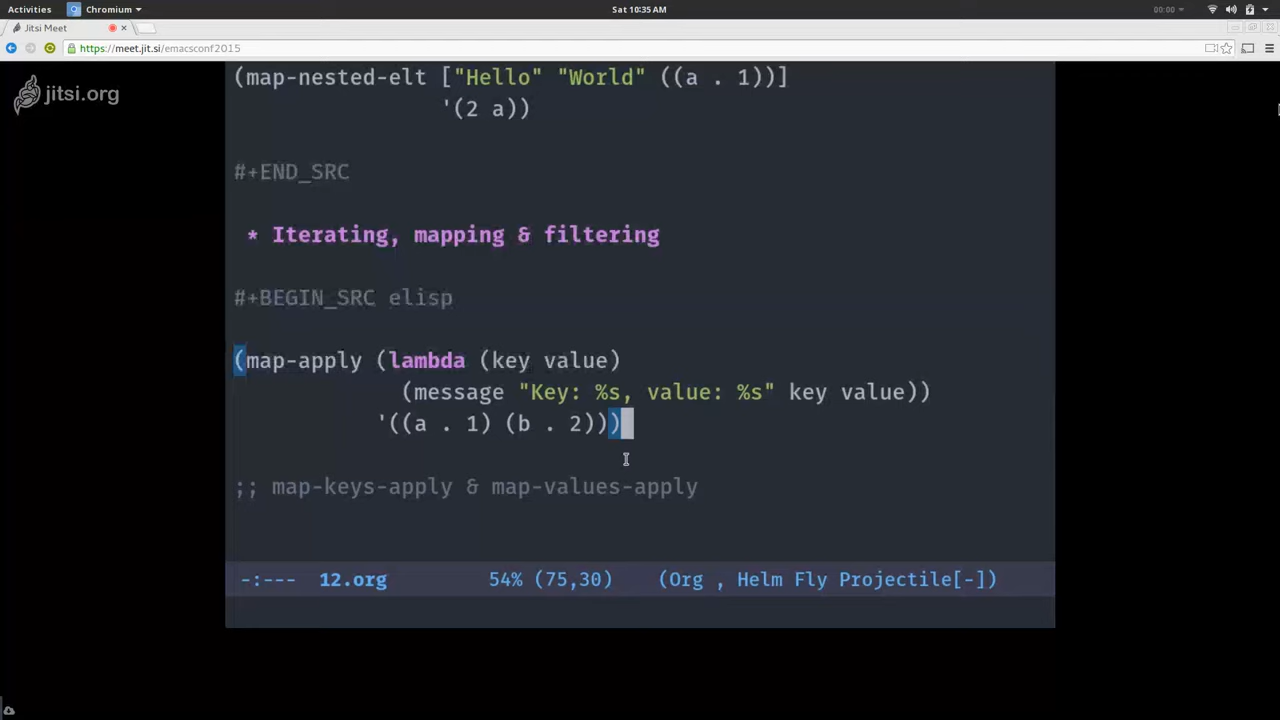 Activities
Chromium
Sat 10:35 AM
00:00
Jitsi Meet
https://meet.jit.si/emacsconf2015
jitsi.org
(map-nested-elt ["Hello" "World" ((a . 1))]
'(2 a))
#+END_SRC
* Iterating, mapping & filtering
#+BEGIN_SRC elisp
(map-apply (lambda (key value)
(message "Key: %s, value: %s" key value))
'((a . 1) (b . 2)))
;; map-keys-apply & map-values-apply
-:--- 12.org 54% (75,30) (Org , Helm Fly Projectile[-])